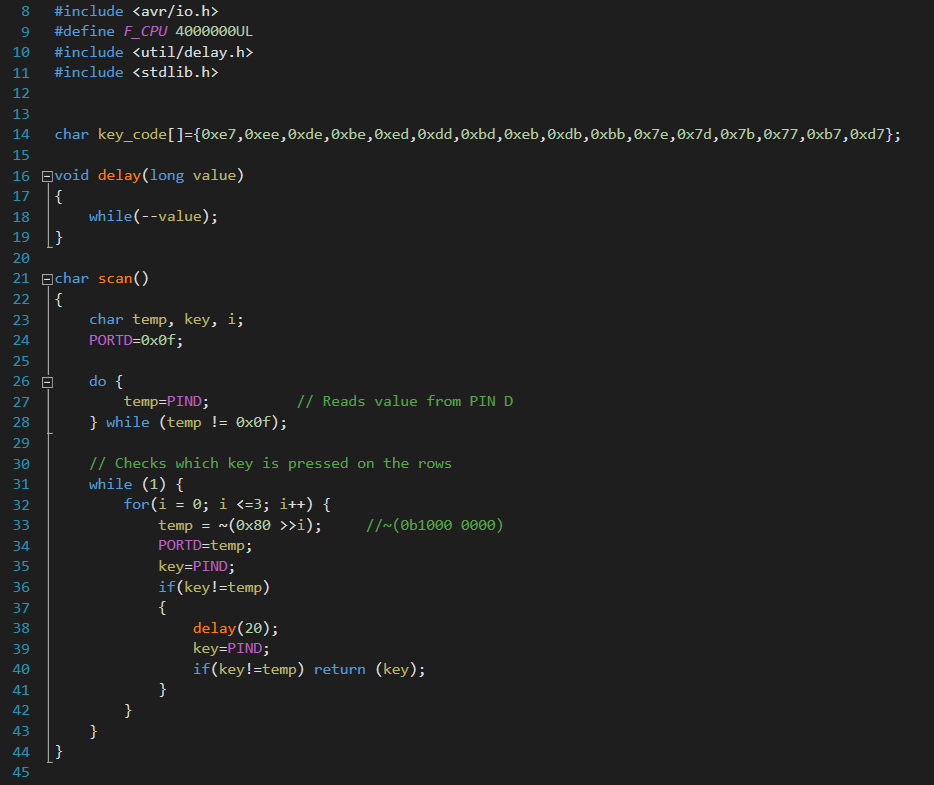 8 #include <avr/io.h>
9 #define F_CPU 4000000UL
10 #include <util/delay.h>
11 #include <stdlib.h>
12
13
14 char key_code[]={0xe7,0xee,0xde,0xbe,0xed,0xdd,0xbd,0xeb,0xdb,0xbb,0x7e,0x7d,0x7b,0x77,0xb7,0xd7};
15
16 void delay(long value)
17 {
18     while(--value);
19 }
20
21 char scan()
22 {
23     char temp, key, i;
24     PORTD=0x0f;
25
26     do {
27         temp=PIND;          // Reads value from PIN D
28     } while (temp != 0x0f);
29
30     // Checks which key is pressed on the rows
31     while (1) {
32         for(i = 0; i <=3; i++) {
33             temp = ~(0x80 >>i);     //~(0b1000 0000)
34             PORTD=temp;
35             key=PIND;
36             if(key!=temp)
37             {
38                 delay(20);
39                 key=PIND;
40                 if(key!=temp) return (key);
41             }
42         }
43     }
44 }
45